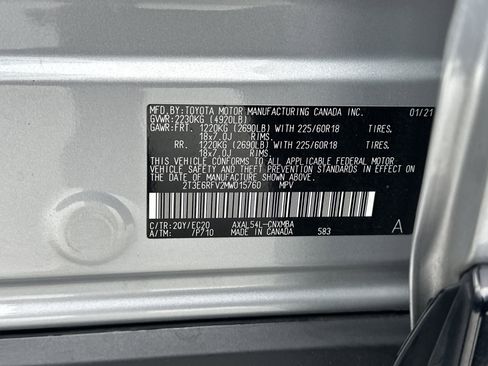 MFD.BY:TOYOTA MOTOR MANUFACTURING CANADA INC. 01/21
GVWR:2230KG (4920LB)
GAWR:FRT. 1220KG (2690LB) WITH 225/60R18 TIRES,
18x7.0J RIMS.
RR. 1220KG (2690LB) WITH 225/60R18 TIRES,
18x7.0J RIMS.
THIS VEHICLE CONFORMS TO ALL APPLICABLE FEDERAL MOTOR
VEHICLE SAFETY AND THEFT PREVENTION STANDARDS IN EFFECT ON
THE DATE OF MANUFACTURE SHOWN ABOVE.
2T3E6RFV2MW015760 MPV
C/TR:2QY/EC20 AXAL54L-CNXMBA A
A/TM: /P710 MADE IN CANADA 583